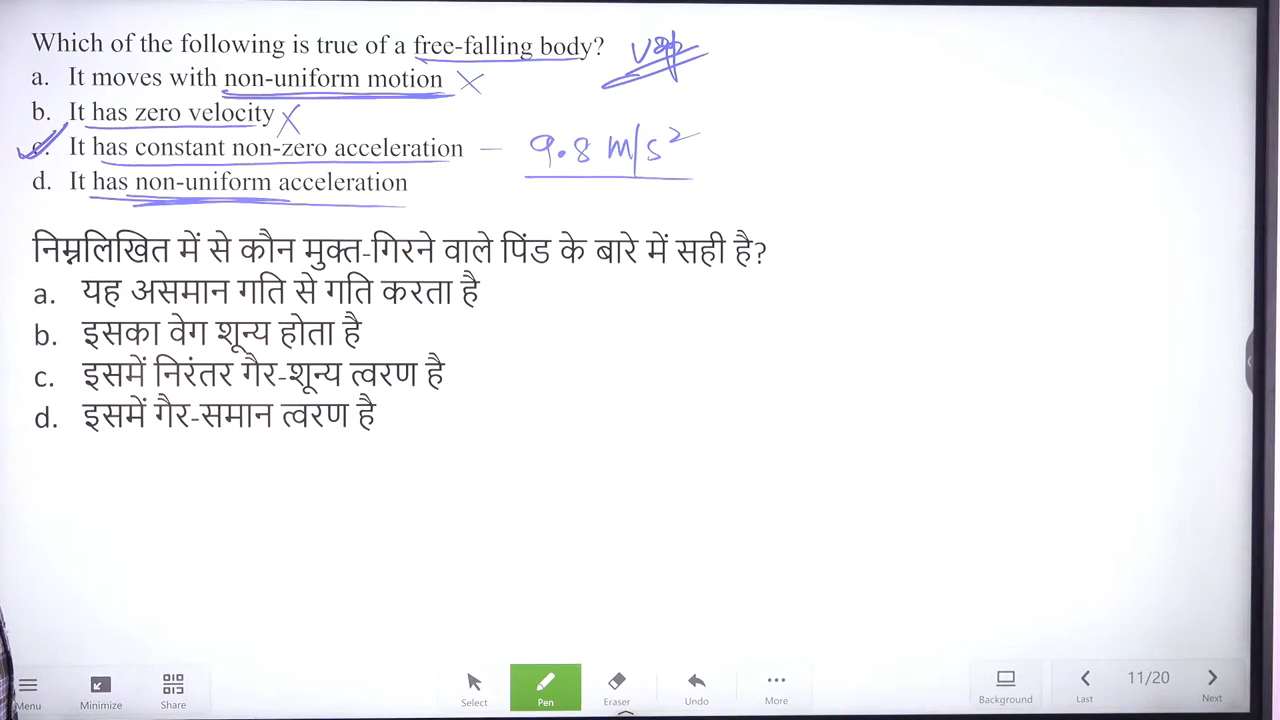 Which of the following is true of a free-falling body?
a. It moves with non-uniform motion
b. It has zero velocity
c. It has constant non-zero acceleration — 9.8 m/s²
d. It has non-uniform acceleration
निम्नलिखित में से कौन मुक्त-गिरने वाले पिंड के बारे में सही है?
a. यह असमान गति से गति करता है
b. इसका वेग शून्य होता है
c. इसमें निरंतर गैर-शून्य त्वरण है
d. इसमें गैर-समान त्वरण है
Menu Minimize Share Select Pen Eraser Undo More Background Last 11/20 Next